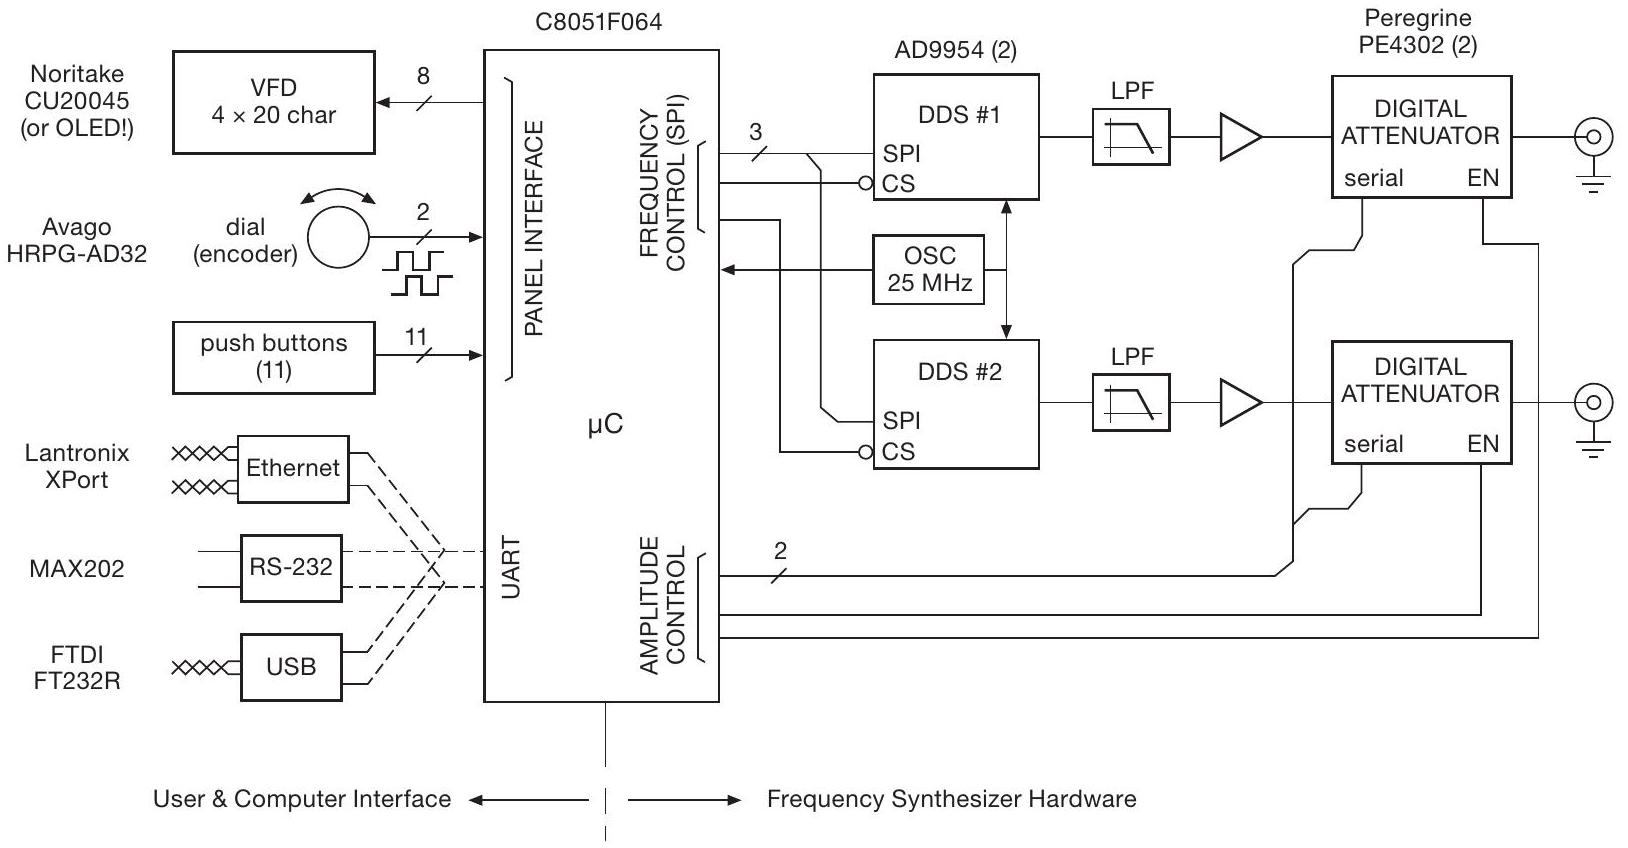 C8051F064
Peregrine
PE4302 (2)
AD9954 (2)
Noritake
CU20045
(or OLED!)
VFD
4 × 20 char
8
PANEL INTERFACE
FREQUENCY
CONTROL (SPI)
3
DDS #1
SPI
CS
LPF
DIGITAL
ATTENUATOR
serial
EN
Avago
HRPG-AD32
dial
(encoder)
2
OSC
25 MHz
push buttons
(11)
11
µC
DDS #2
SPI
CS
LPF
DIGITAL
ATTENUATOR
serial
EN
Lantronix
XPort
Ethernet
MAX202
RS-232
UART
AMPLITUDE
CONTROL
2
FTDI
FT232R
USB
User & Computer Interface
Frequency Synthesizer Hardware